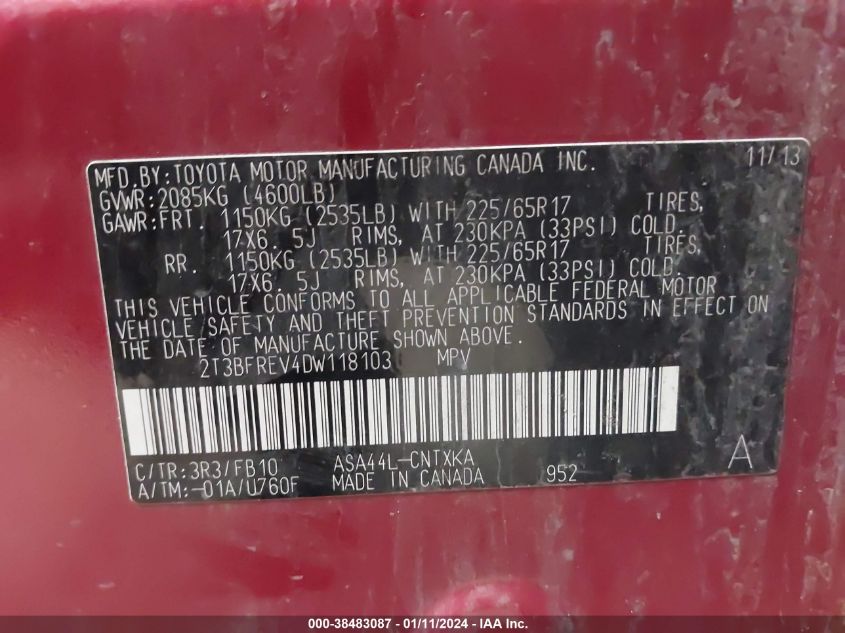 MFD.BY:TOYOTA MOTOR MANUFACTURING CANADA INC. 11/13
GVWR:2085KG (4600LB)
GAWR:FRT. 1150KG (2535LB) WITH 225/65R17 TIRES,
17X6. 5J RIMS, AT 230KPA (33PSI) COLD.
RR. 1150KG (2535LB) WITH 225/65R17 TIRES,
17X6. 5J RIMS, AT 230KPA (33PSI) COLD.
THIS VEHICLE CONFORMS TO ALL APPLICABLE FEDERAL MOTOR
VEHICLE SAFETY AND THEFT PREVENTION STANDARDS IN EFFECT ON
THE DATE OF MANUFACTURE SHOWN ABOVE.
2T3BFREV4DW118103 MPV
C/TR:3R3/FB10 ASA44L-CNTXKA A
A/TM:-01A/U760F MADE IN CANADA 952
000-38483087 - 01/11/2024 - IAA Inc.